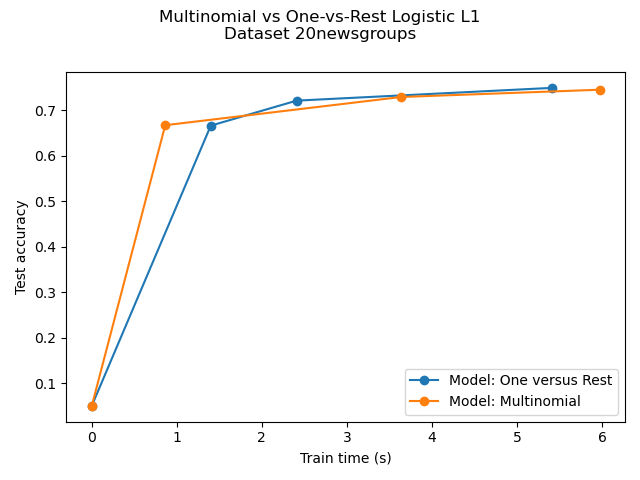 Multinomial vs One-vs-Rest Logistic L1
Dataset 20newsgroups
0.7
0.6
0.5
0.4
0.3
0.2
0.1
Test accuracy
Model: One versus Rest
Model: Multinomial
0 1 2 3 4 5 6
Train time (s)